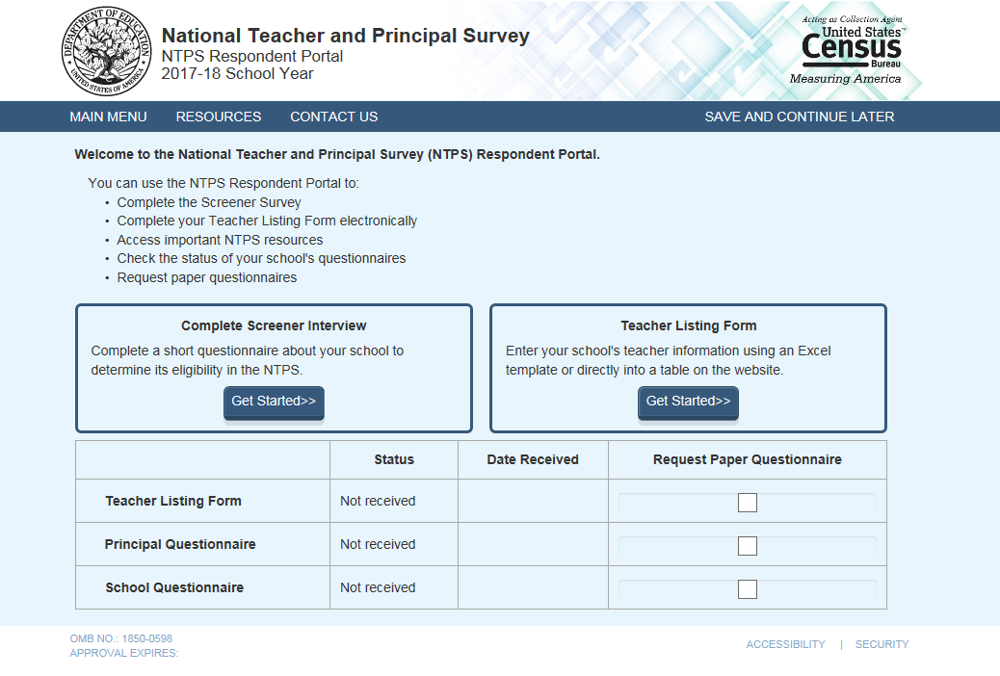 DEPARTMENT OF EDUCATION
UNITED STATES OF AMERICA
National Teacher and Principal Survey
NTPS Respondent Portal
2017-18 School Year
Acting as Collection Agent
United States™
Census
Bureau
Measuring America
MAIN MENU RESOURCES CONTACT US SAVE AND CONTINUE LATER
Welcome to the National Teacher and Principal Survey (NTPS) Respondent Portal.
You can use the NTPS Respondent Portal to:
• Complete the Screener Survey
• Complete your Teacher Listing Form electronically
• Access important NTPS resources
• Check the status of your school's questionnaires
• Request paper questionnaires
Complete Screener Interview
Complete a short questionnaire about your school to
determine its eligibility in the NTPS.
Get Started>>
Teacher Listing Form
Enter your school's teacher information using an Excel
template or directly into a table on the website.
Get Started>>
Status Date Received Request Paper Questionnaire
Teacher Listing Form Not received
Principal Questionnaire Not received
School Questionnaire Not received
OMB NO.: 1850-0598
APPROVAL EXPIRES:
ACCESSIBILITY | SECURITY